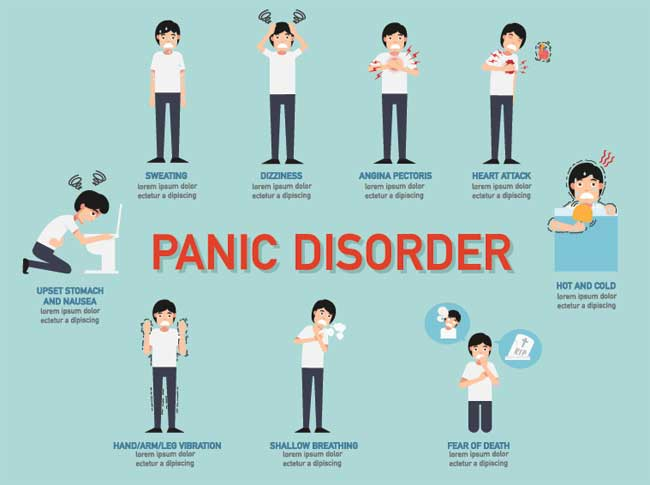 SWEATING
lorem ipsum dolor
ectetur a dipiscing
DIZZINESS
lorem ipsum dolor
ectetur a dipiscing
ANGINA PECTORIS
lorem ipsum dolor
ectetur a dipiscing
HEART ATTACK
lorem ipsum dolor
ectetur a dipiscing
PANIC DISORDER
UPSET STOMACH
AND NAUSEA
lorem ipsum dolor
ectetur a dipiscing
HOT AND COLD
lorem ipsum dolor
ectetur a dipiscing
HAND/ARM/LEG VIBRATION
lorem ipsum dolor
ectetur a dipiscing
SHALLOW BREATHING
lorem ipsum dolor
ectetur a dipiscing
RIP
FEAR OF DEATH
lorem ipsum dolor
ectetur a dipiscing